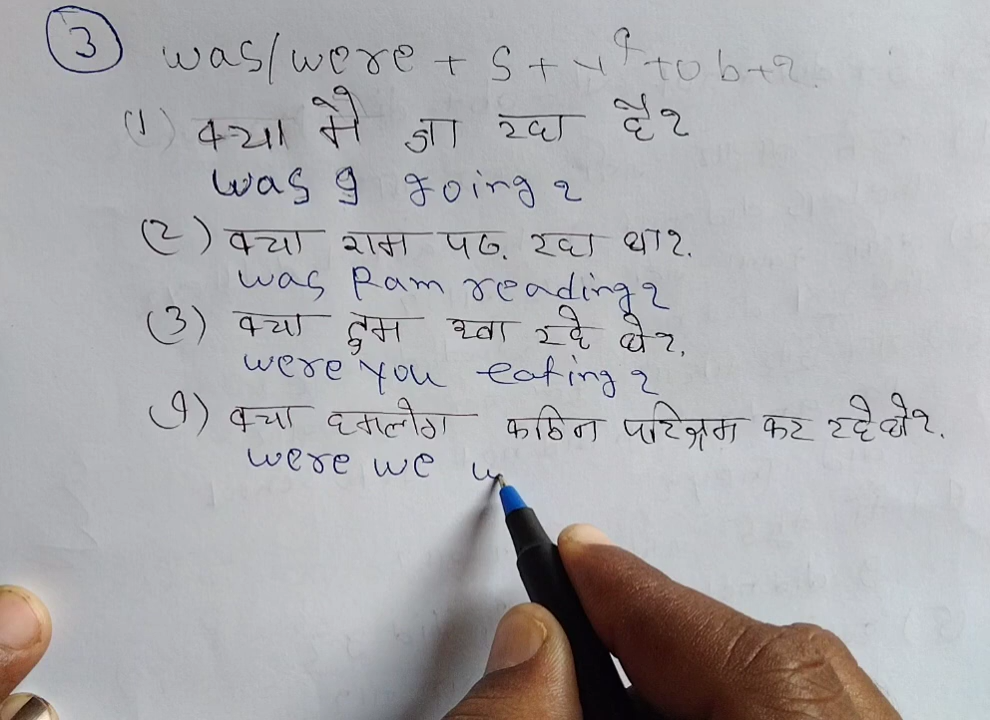 3 was/were + S + v⁴ + ob + ?
(1) क्या मैं जा रहा है?
was I going?
(2) क्या राम पढ़ रहा था?
was Ram reading?
(3) क्या तुम खा रहे थे?
were you eating?
(4) क्या हमलोग कठिन परिश्रम कर रहे थे?
were we w